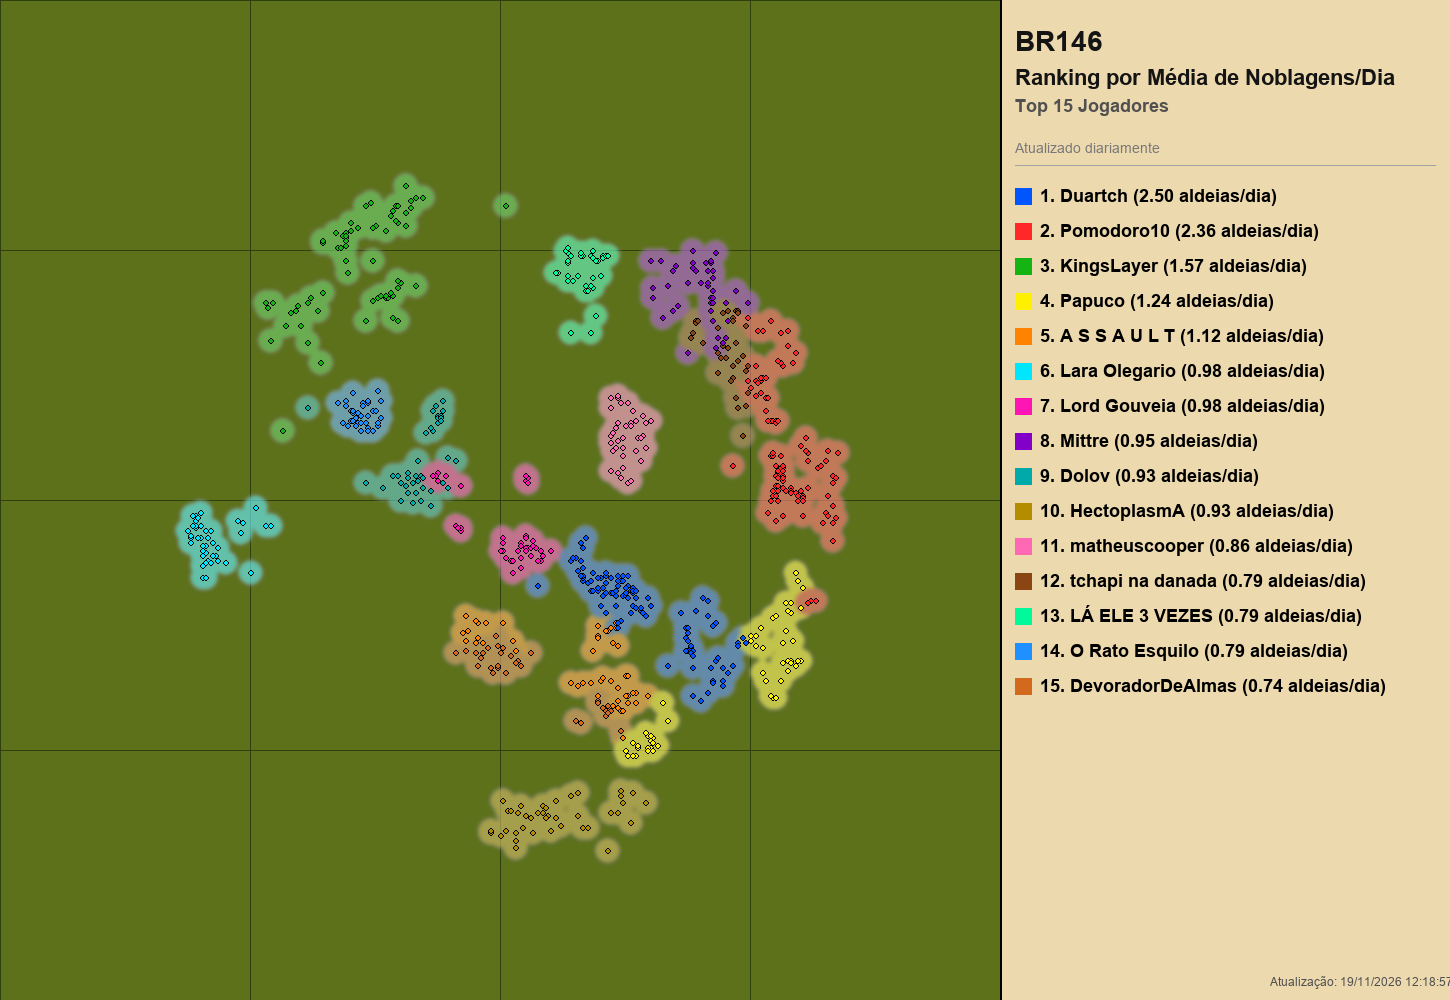 BR146
Ranking por Média de Noblagens/Dia
Top 15 Jogadores
Atualizado diariamente
1. Duartch (2.50 aldeias/dia)
2. Pomodoro10 (2.36 aldeias/dia)
3. KingsLayer (1.57 aldeias/dia)
4. Papuco (1.24 aldeias/dia)
5. A S S A U L T (1.12 aldeias/dia)
6. Lara Olegario (0.98 aldeias/dia)
7. Lord Gouveia (0.98 aldeias/dia)
8. Mittre (0.95 aldeias/dia)
9. Dolov (0.93 aldeias/dia)
10. HectoplasmA (0.93 aldeias/dia)
11. matheuscooper (0.86 aldeias/dia)
12. tchapi na danada (0.79 aldeias/dia)
13. LÁ ELE 3 VEZES (0.79 aldeias/dia)
14. O Rato Esquilo (0.79 aldeias/dia)
15. DevoradorDeAlmas (0.74 aldeias/dia)
Atualização: 19/11/2026 12:18:57